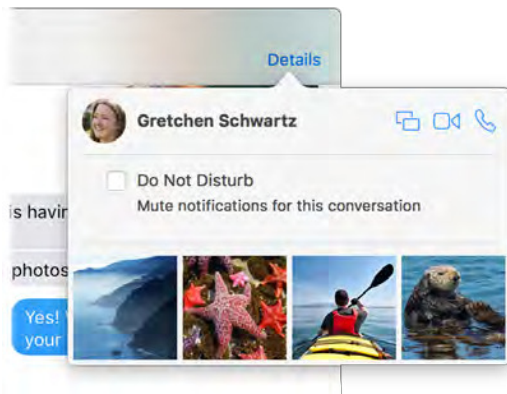 Details
Gretchen Schwartz
Do Not Disturb
Mute notifications for this conversation
is havin
photos
Yes!
your